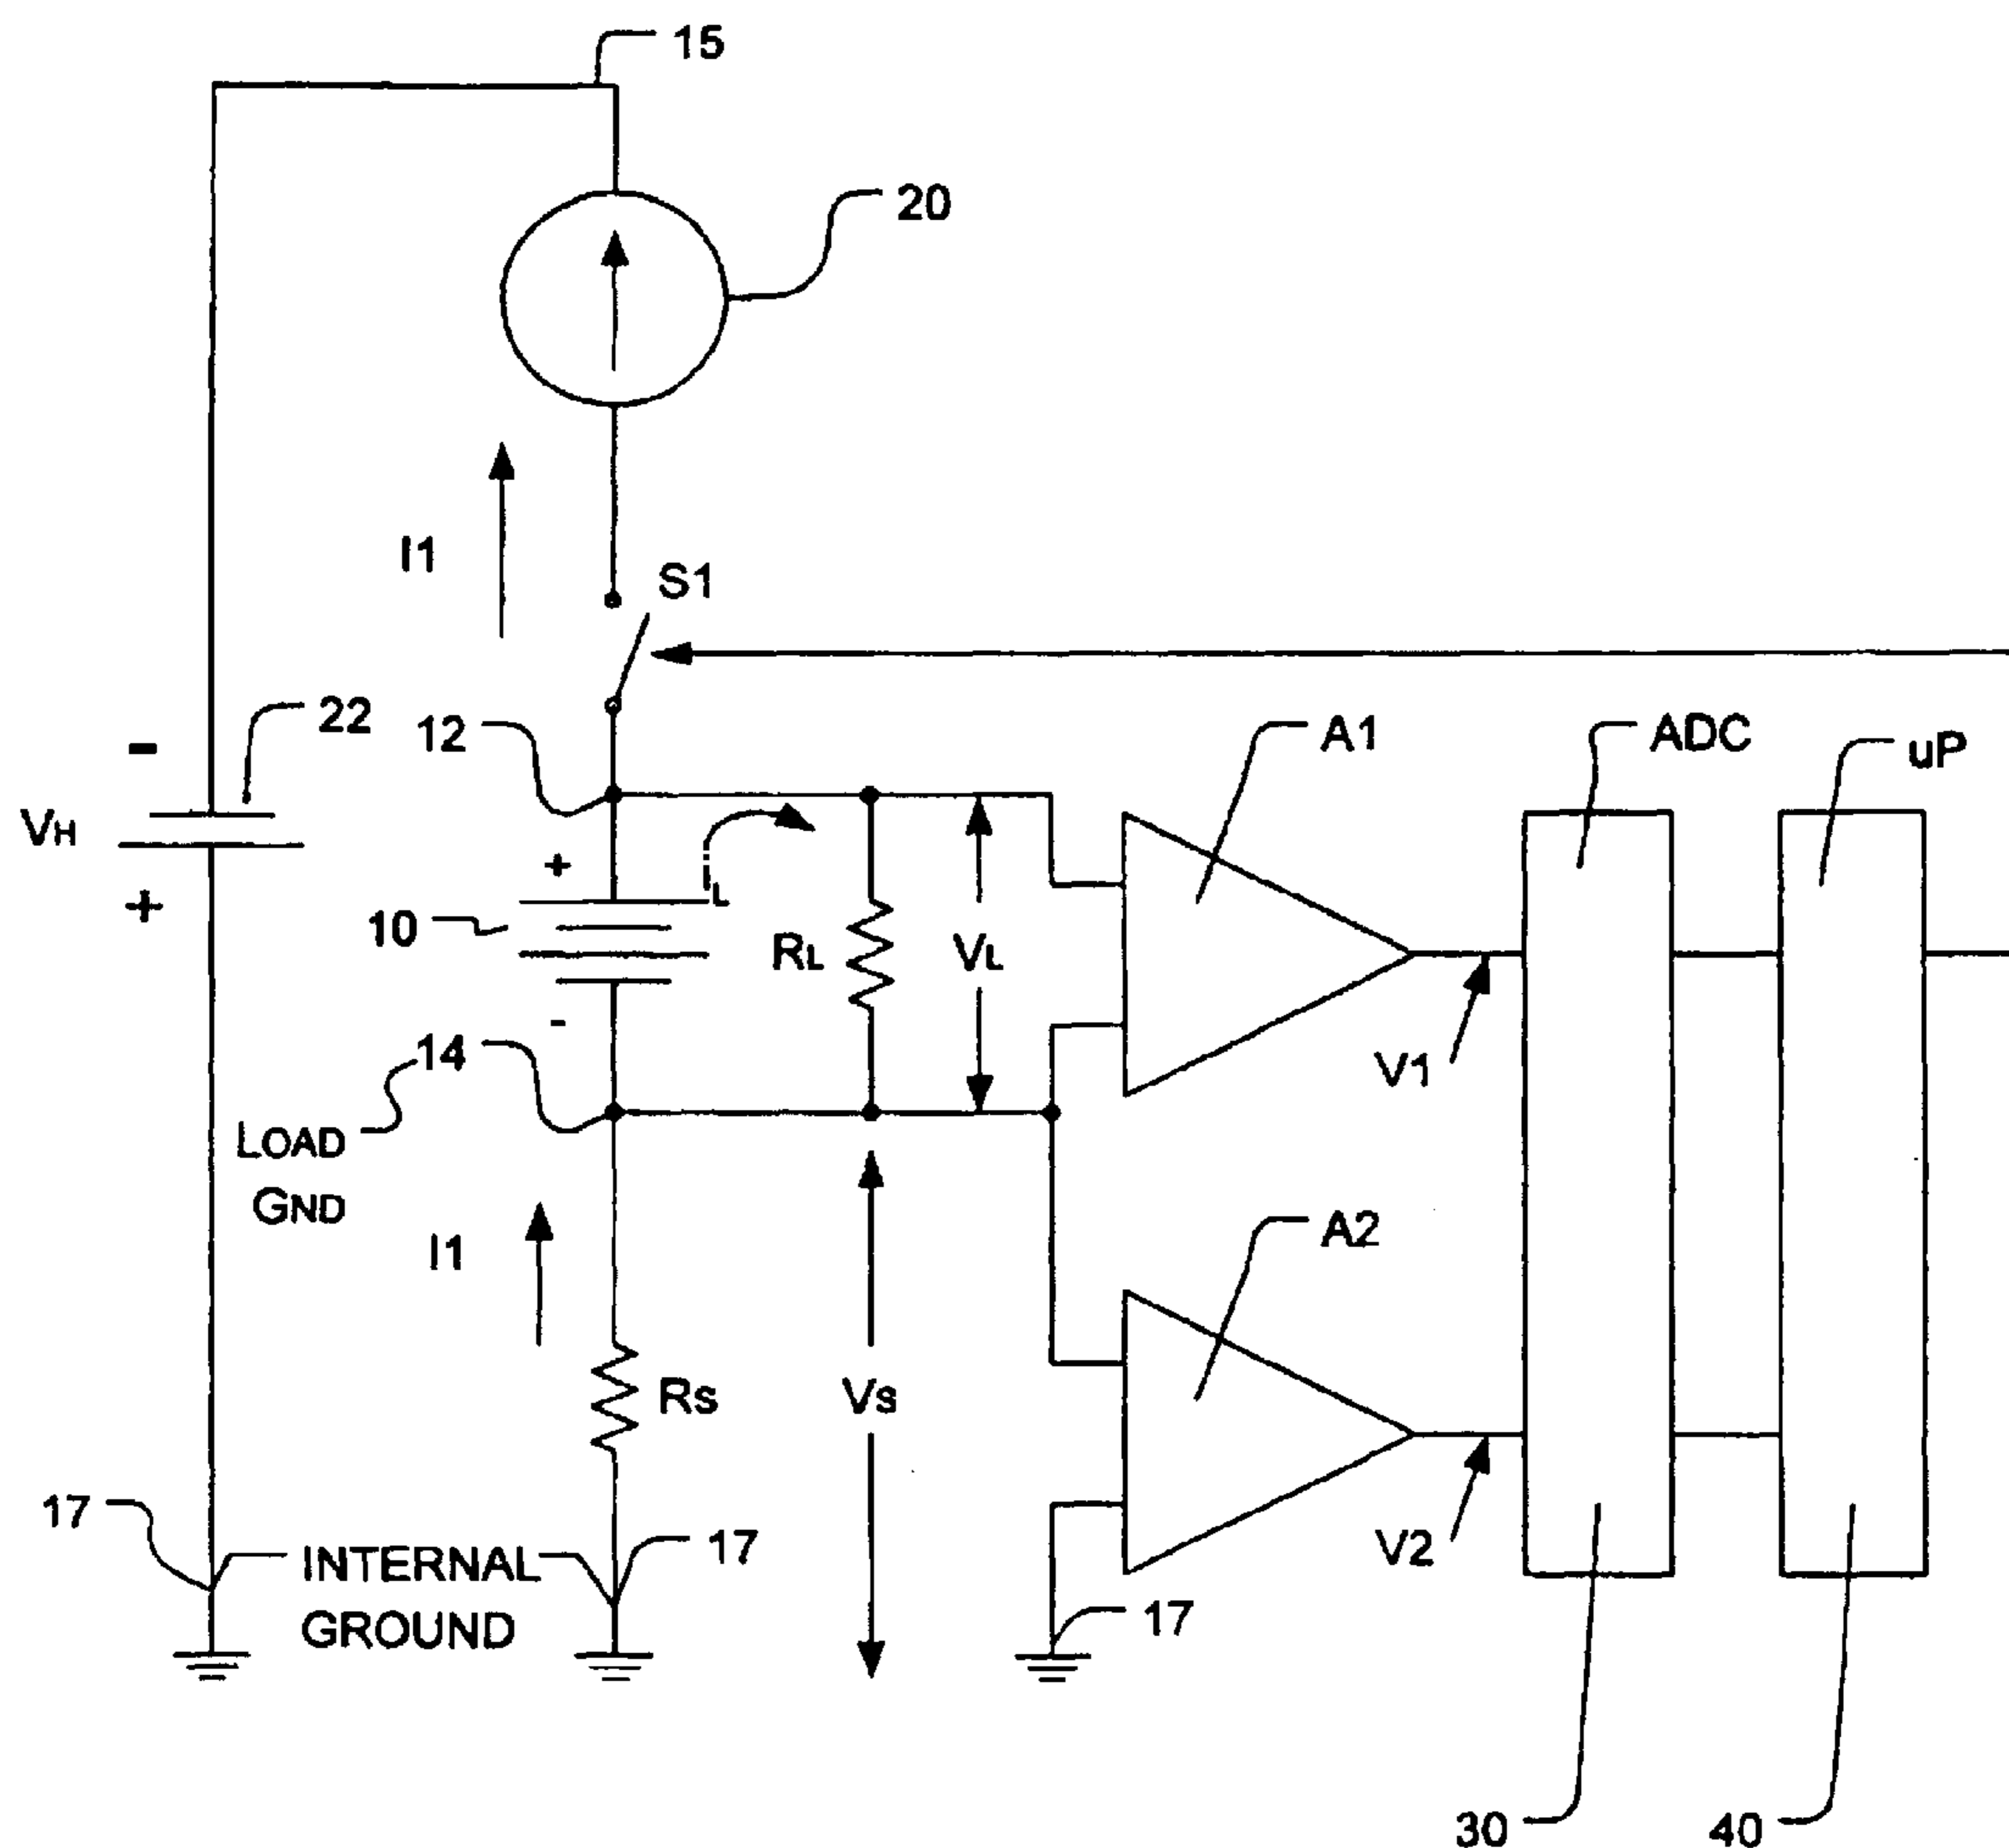 15
20
I1
S1
22
12
A1
ADC
uP
-
VH
+
+
10
iL
RL
VL
-
14
V1
LOAD
GND
I1
A2
Rs
Vs
17
17
V2
INTERNAL
GROUND
17
30
40